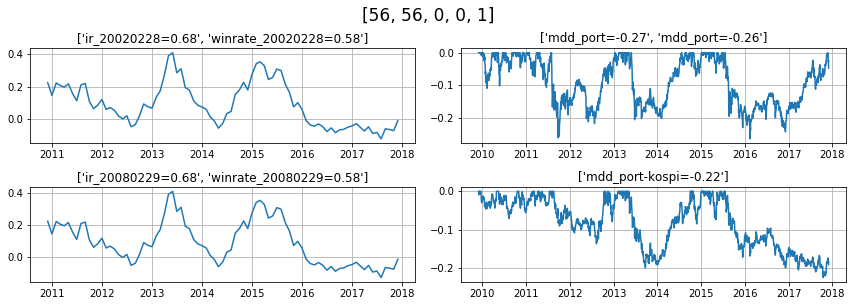 [56, 56, 0, 0, 1]
['ir_20020228=0.68', 'winrate_20020228=0.58']
0.4
0.2
0.0
2011 2012 2013 2014 2015 2016 2017 2018
['mdd_port=-0.27', 'mdd_port=-0.26']
0.0
−0.1
−0.2
2010 2011 2012 2013 2014 2015 2016 2017 2018
['ir_20080229=0.68', 'winrate_20080229=0.58']
0.4
0.2
0.0
2011 2012 2013 2014 2015 2016 2017 2018
['mdd_port-kospi=-0.22']
0.0
−0.1
−0.2
2010 2011 2012 2013 2014 2015 2016 2017 2018